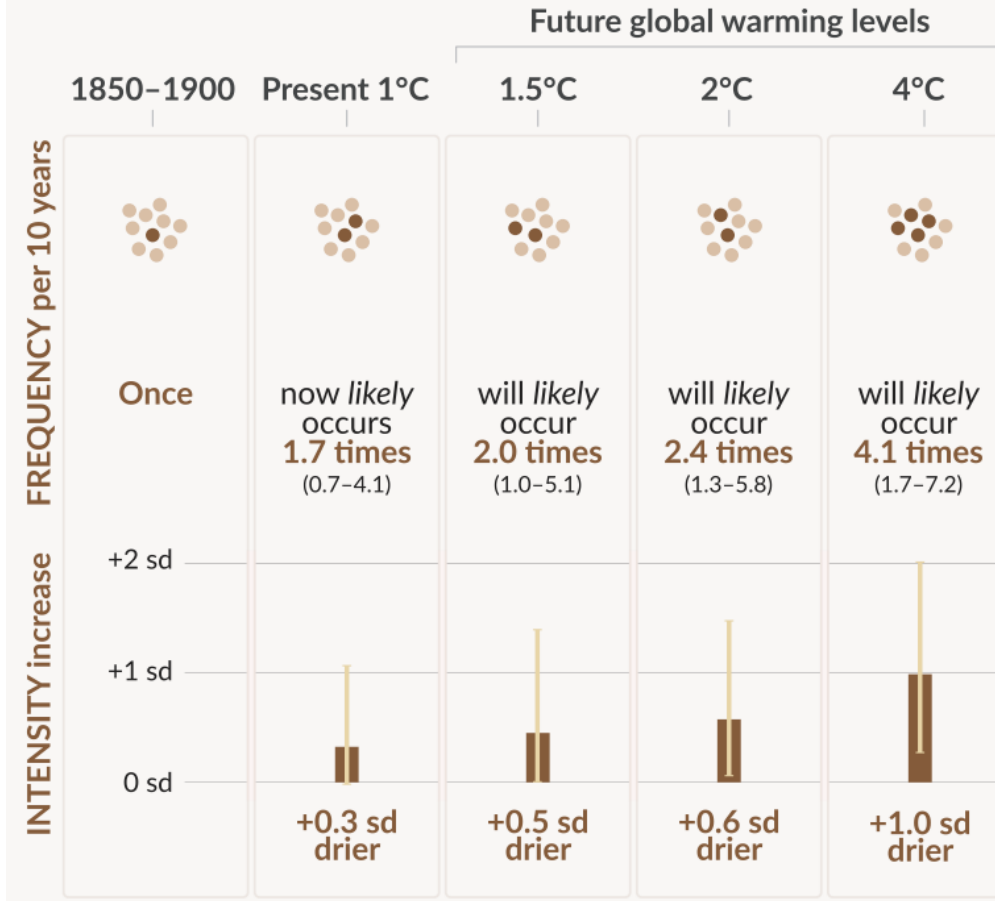 Future global warming levels
1850–1900
Present 1°C
1.5°C
2°C
4°C
FREQUENCY per 10 years
Once
now likely
occurs
1.7 times
(0.7–4.1)
will likely
occur
2.0 times
(1.0–5.1)
will likely
occur
2.4 times
(1.3–5.8)
will likely
occur
4.1 times
(1.7–7.2)
INTENSITY increase
+2 sd
+1 sd
0 sd
+0.3 sd
drier
+0.5 sd
drier
+0.6 sd
drier
+1.0 sd
drier